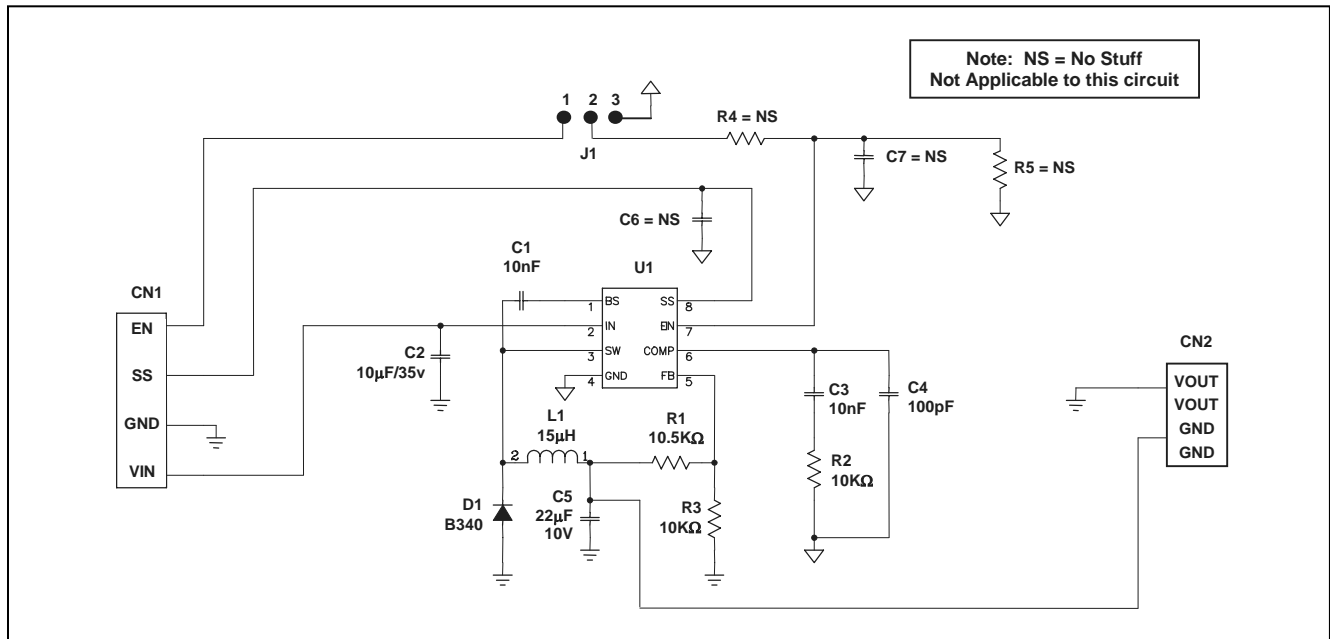 Note: NS = No Stuff
Not Applicable to this circuit
1 2 3
J1
R4 = NS
C7 = NS
R5 = NS
C6 = NS
C1
10nF
U1
BS
IN
SW
GND
SS
EIN
COMP
FB
1
2
3
4
8
7
6
5
CN1
EN
SS
GND
VIN
C2
10µF/35v
L1
15µH
2
1
R1
10.5KΩ
D1
B340
C5
22µF
10V
R3
10KΩ
C3
10nF
C4
100pF
R2
10KΩ
CN2
VOUT
VOUT
GND
GND